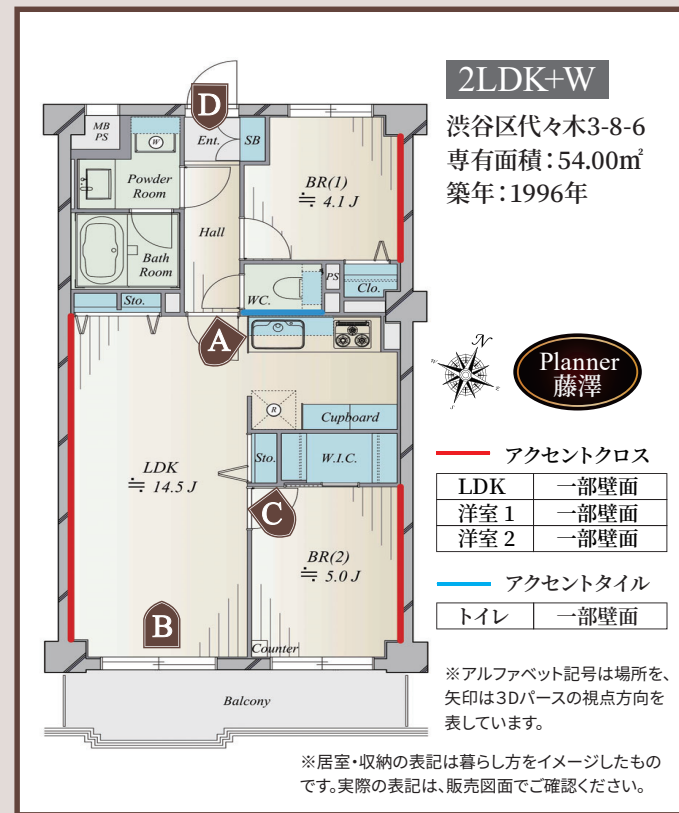 2LDK+W
渋谷区代々木3-8-6
専有面積：54.00㎡
築年：1996年
D
MB
PS
W
Ent.
SB
Powder
Room
BR(1)
≒ 4.1 J
Hall
Bath
Room
WC.
PS
Clo.
Sto.
A
N
W
E
S
Planner
藤澤
R
Cupboard
アクセントクロス
LDK 一部壁面
洋室 1 一部壁面
洋室 2 一部壁面
LDK
≒ 14.5 J
Sto.
W.I.C.
C
BR(2)
≒ 5.0 J
アクセントタイル
トイレ 一部壁面
B
Counter
Balcony
※アルファベット記号は場所を、
矢印は3Dパースの視点方向を
表しています。
※居室・収納の表記は暮らし方をイメージしたもの
です。実際の表記は、販売図面でご確認ください。